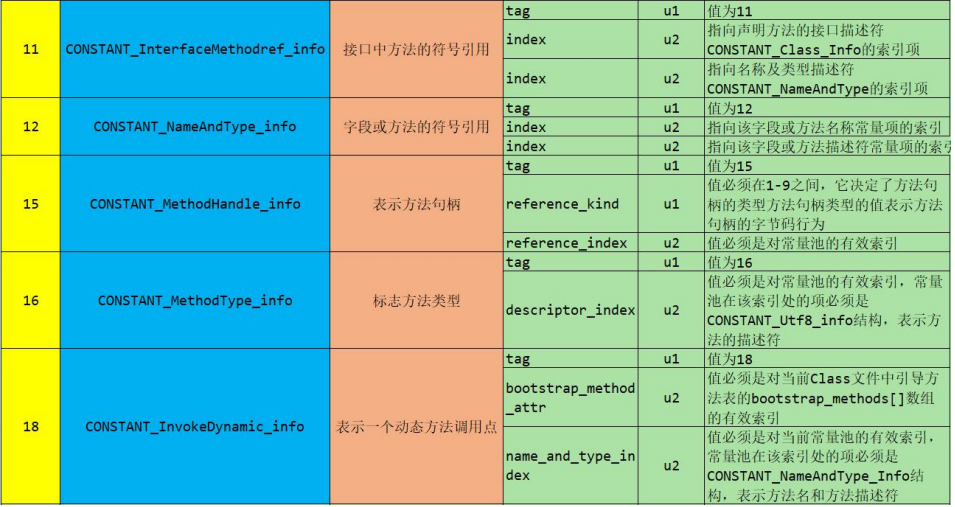 tag u1 值为11
11 CONSTANT_InterfaceMethodref_info 接口中方法的符号引用
index u2 指向声明方法的接口描述符
CONSTANT_Class_Info的索引项
index u2 指向名称及类型描述符
CONSTANT_NameAndType的索引项
tag u1 值为12
12 CONSTANT_NameAndType_info 字段或方法的符号引用
index u2 指向该字段或方法名称常量项的索引
index u2 指向该字段或方法描述符常量项的索引
tag u1 值为15
15 CONSTANT_MethodHandle_info 表示方法句柄
reference_kind u1 值必须在1-9之间，它决定了方法句
柄的类型方法句柄类型的值表示方法
句柄的字节码行为
reference_index u2 值必须是对常量池的有效索引
tag u1 值为16
16 CONSTANT_MethodType_info 标志方法类型
descriptor_index u2 值必须是对常量池的有效索引，常量
池在该索引处的项必须是
CONSTANT_Utf8_info结构，表示方
法的描述符
tag u1 值为18
18 CONSTANT_InvokeDynamic_info 表示一个动态方法调用点
bootstrap_method
_attr u2 值必须是对当前Class文件中引导方
法表的bootstrap_methods[]数组
的有效索引
name_and_type_in
dex u2 值必须是对当前常量池的有效索引，
常量池在该索引处的项必须是
CONSTANT_NameAndType_Info结
构，表示方法名和方法描述符